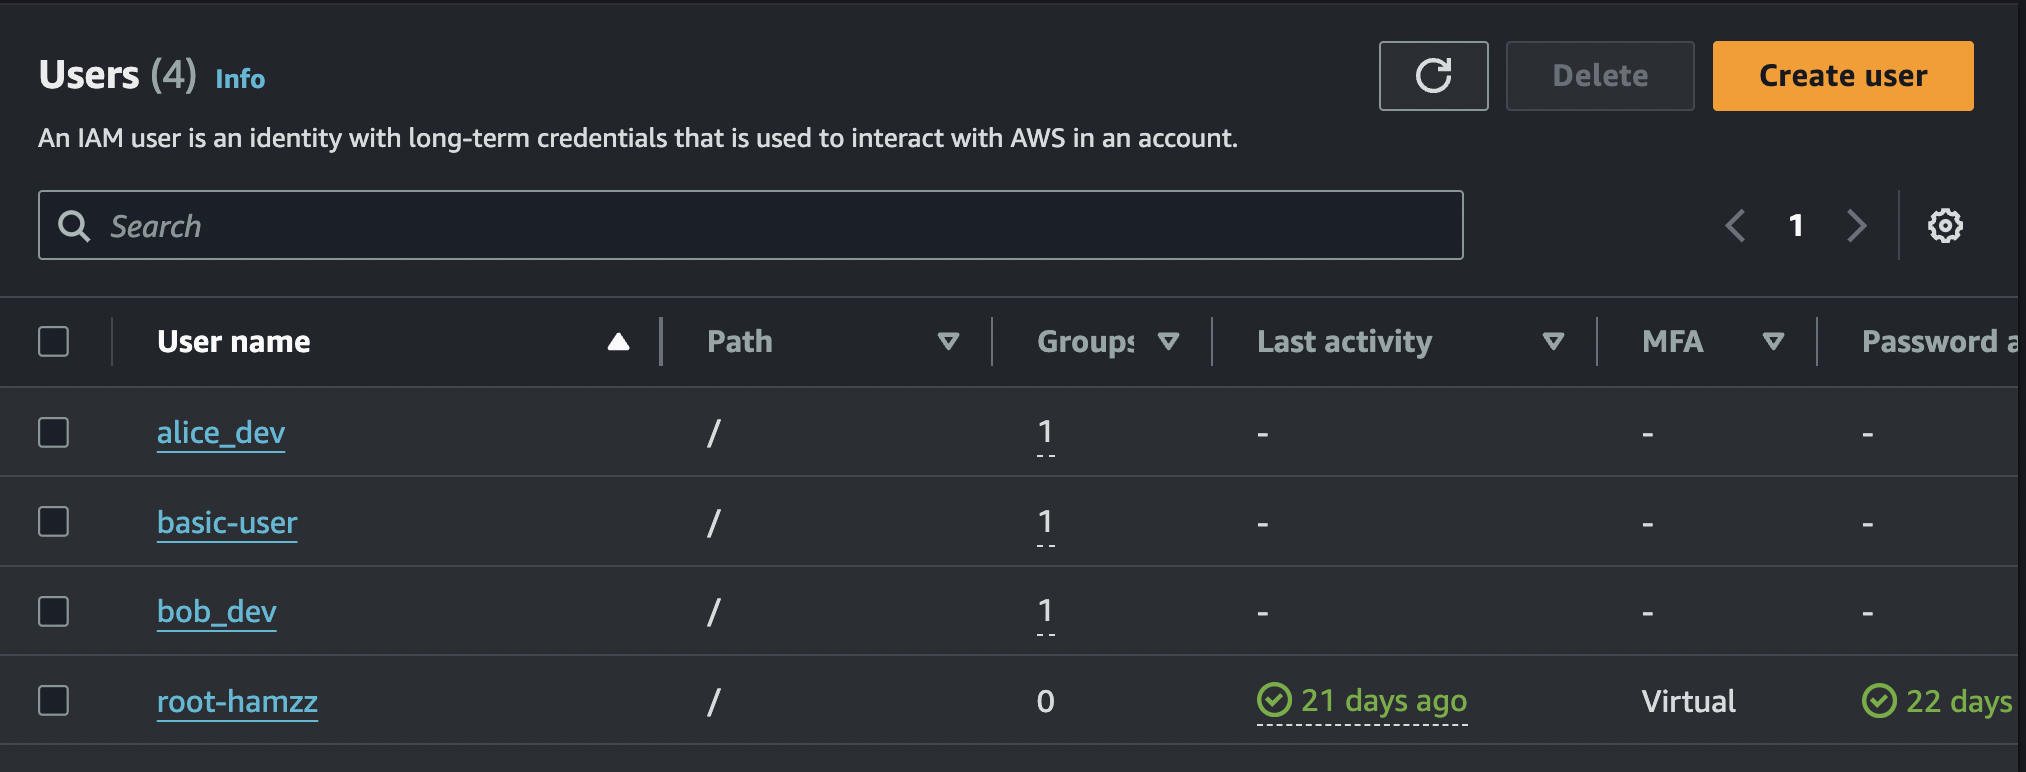 Users (4) Info
Delete
Create user
An IAM user is an identity with long-term credentials that is used to interact with AWS in an account.
Search
1
User name Path Groups Last activity MFA Password a
alice_dev / 1 - - -
basic-user / 1 - - -
bob_dev / 1 - - -
root-hamzz / 0 21 days ago Virtual 22 days